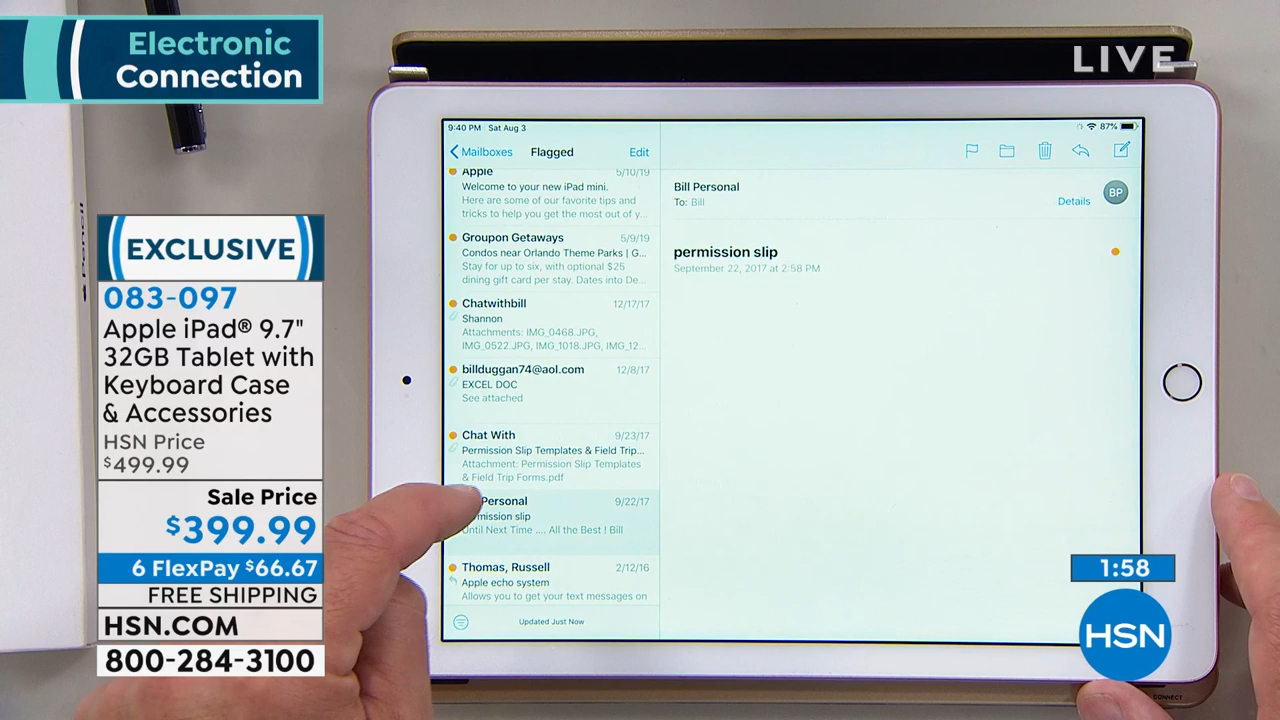 Electronic
Connection
LIVE
Pencil
EXCLUSIVE
083-097
Apple iPad® 9.7"
32GB Tablet with
Keyboard Case
& Accessories
HSN Price
$499.99
Sale Price
$399.99
6 FlexPay $66.67
FREE SHIPPING
HSN.COM
800-284-3100
9:40 PM Sat Aug 3
87%
Mailboxes Flagged Edit
Apple 5/10/19
Welcome to your new iPad mini.
Here are some of our favorite tips and
tricks to help you get the most out of y...
Groupon Getaways 5/9/19
Condos near Orlando Theme Parks | G...
Stay for up to six, with optional $25
dining gift card per stay. Dates into De...
Chatwithbill 12/17/17
Shannon
Attachments: IMG_0468.JPG,
IMG_0522.JPG, IMG_1018.JPG, IMG_12...
billduggan74@aol.com 12/8/17
EXCEL DOC
See attached
Chat With 9/23/17
Permission Slip Templates & Field Trip...
Attachment: Permission Slip Templates
& Field Trip Forms.pdf
Personal 9/22/17
mission slip
Until Next Time .... All the Best ! Bill
Thomas, Russell 2/12/16
Apple echo system
Allows you to get your text messages on
Updated Just Now
Bill Personal
To: Bill
Details
BP
permission slip
September 22, 2017 at 2:58 PM
1:58
HSN
CONNECT